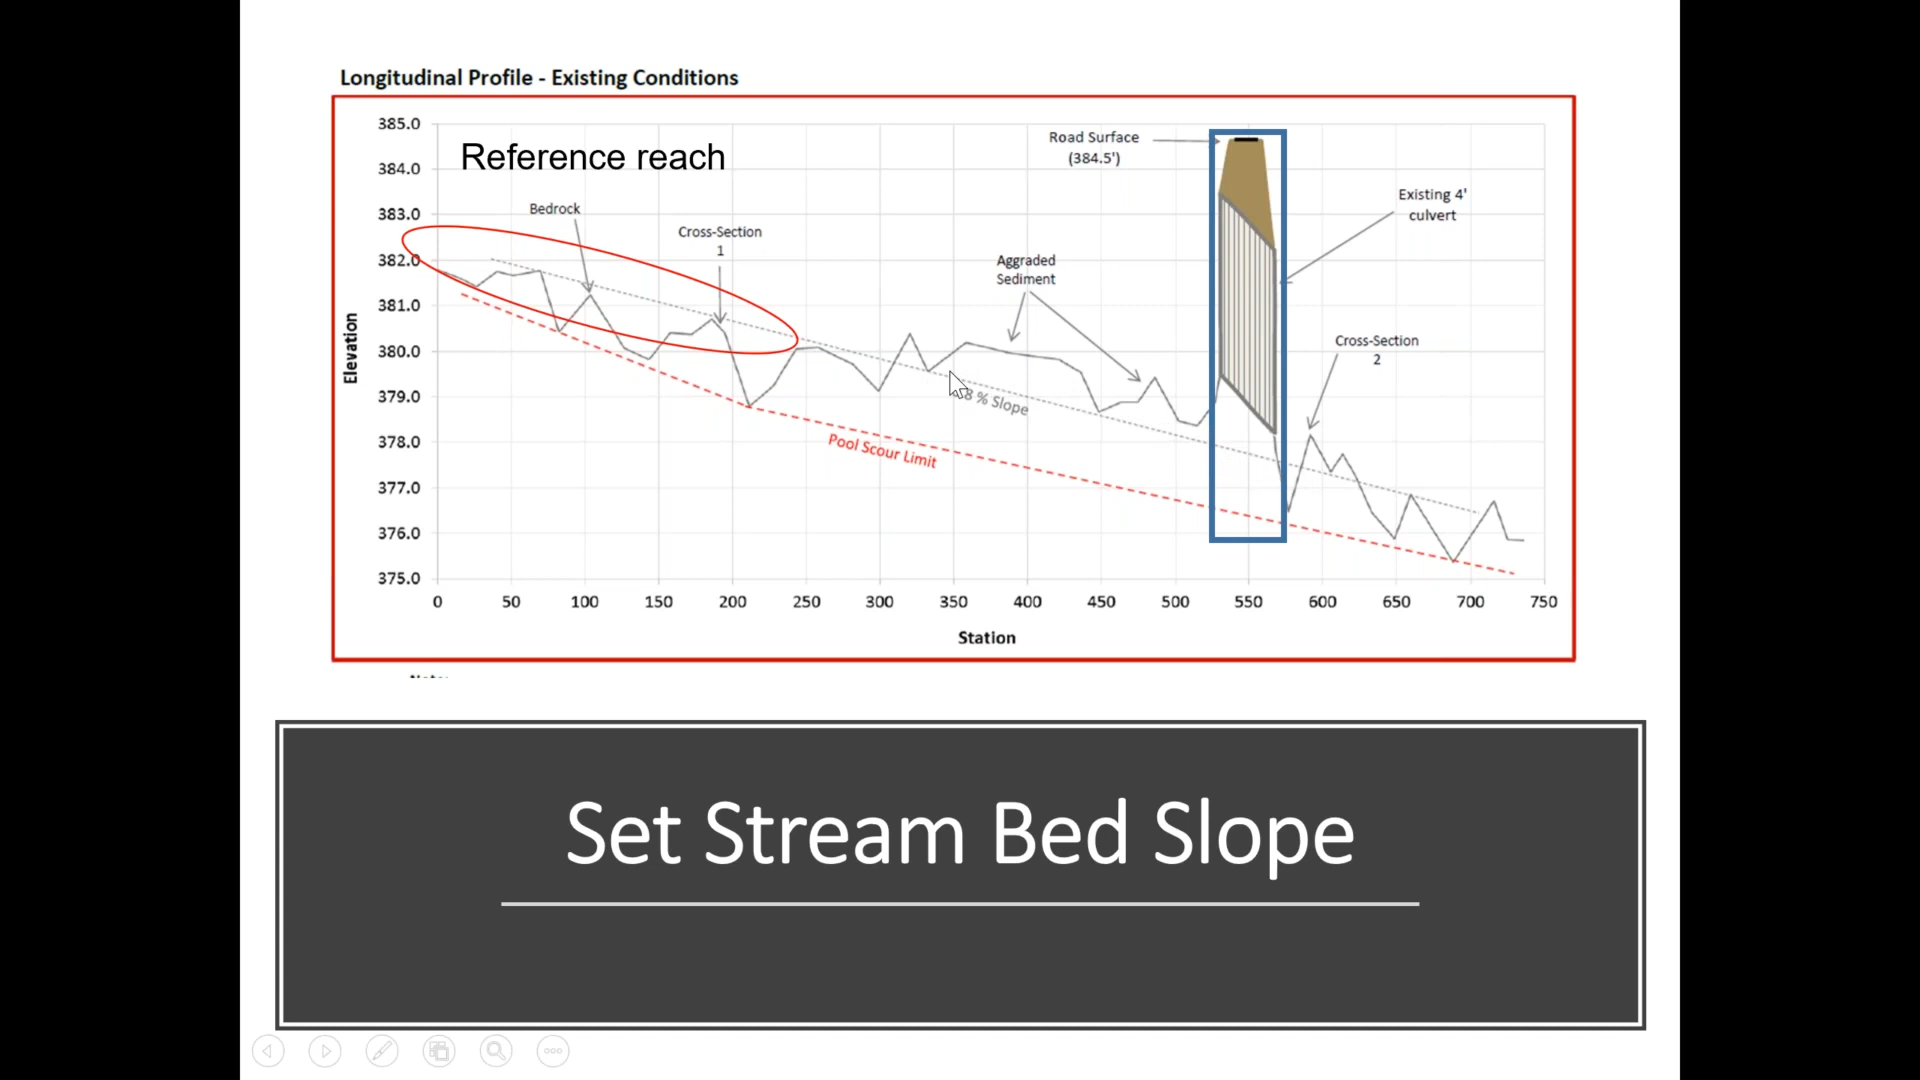 Longitudinal Profile - Existing Conditions
385.0
384.0
383.0
382.0
381.0
380.0
379.0
378.0
377.0
376.0
375.0
Elevation
Reference reach
Road Surface
(384.5')
Existing 4'
culvert
Bedrock
Cross-Section
1
Aggraded
Sediment
Cross-Section
2
8 % Slope
Pool Scour Limit
0 50 100 150 200 250 300 350 400 450 500 550 600 650 700 750
Station
Set Stream Bed Slope